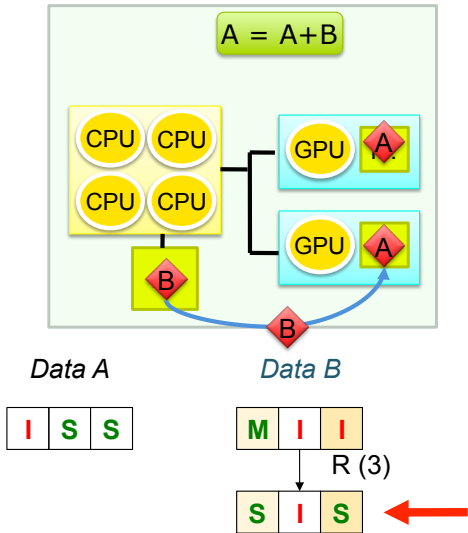 A = A+B
CPU CPU
GPU A
CPU CPU
GPU A
B
B
Data A Data B
I S S M I I
R (3)
S I S